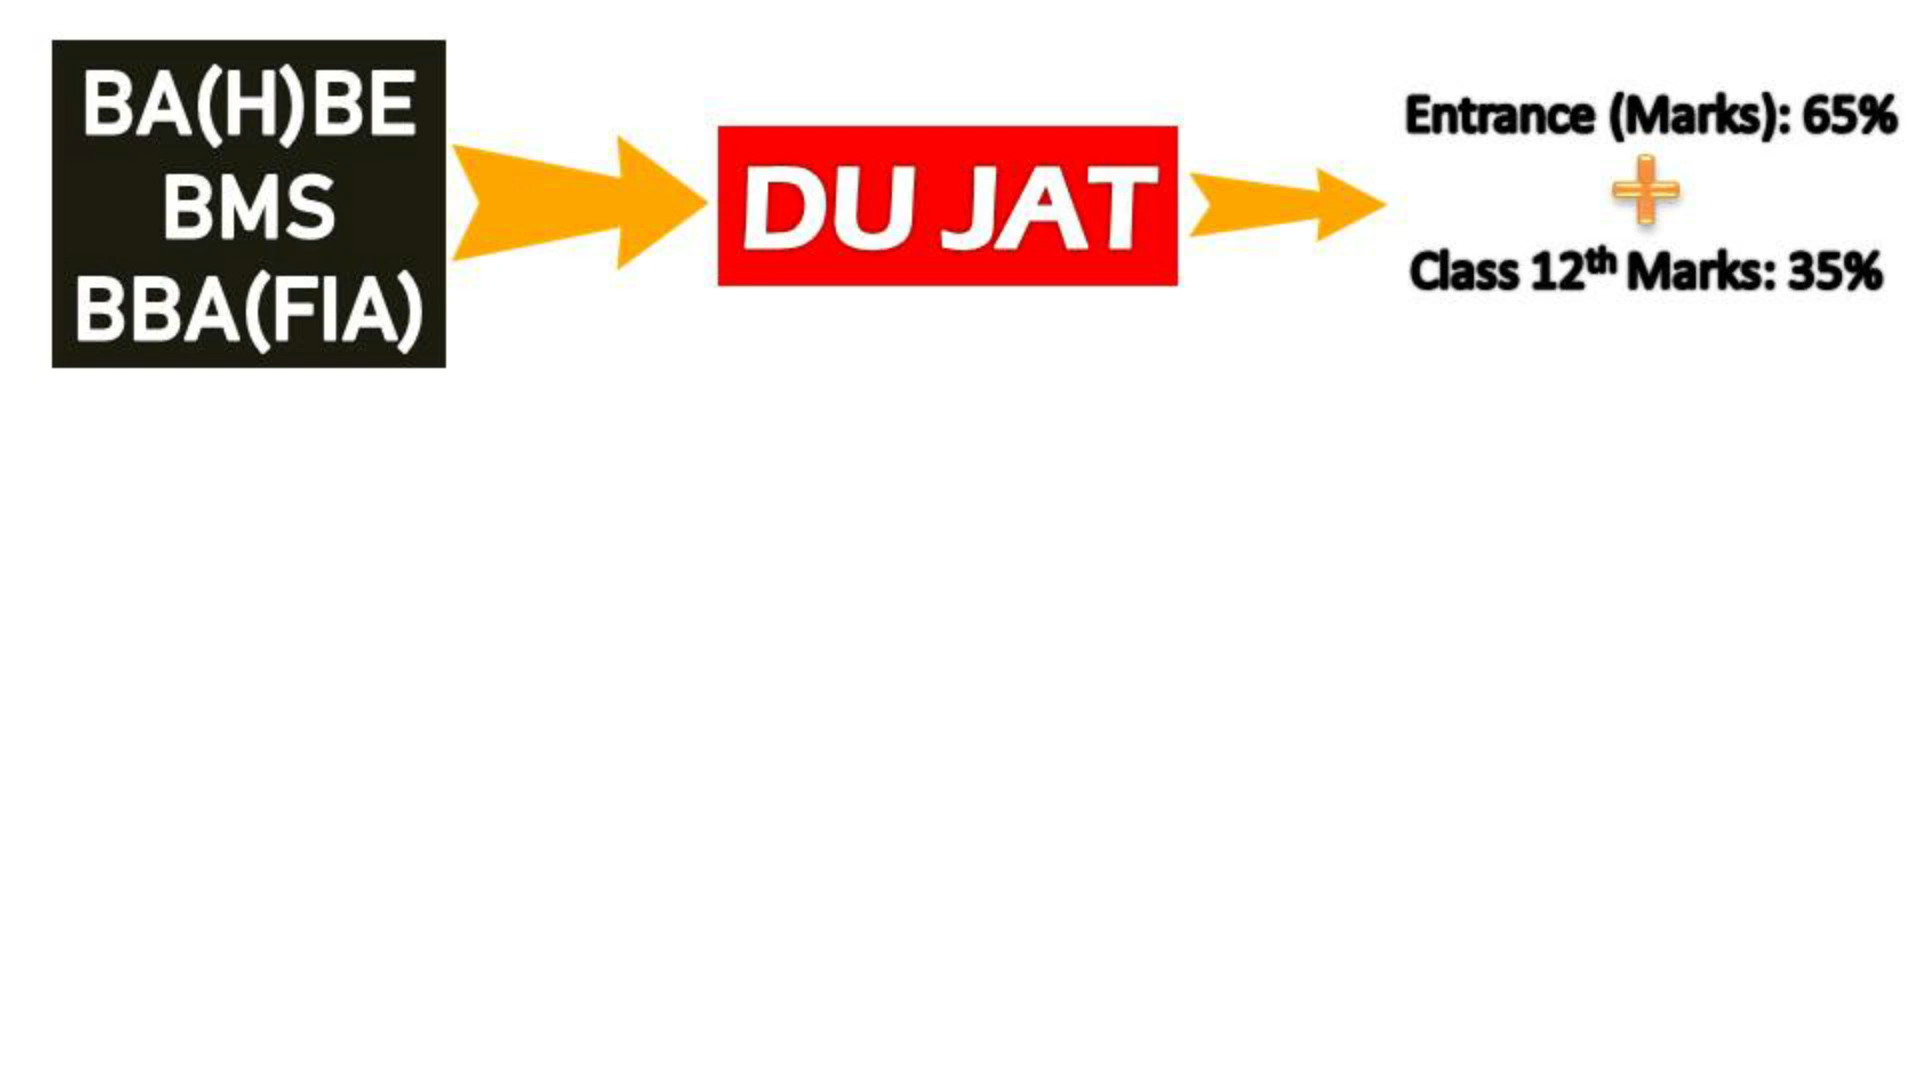 BA(H)BE
BMS
BBA(FIA)
DU JAT
Entrance (Marks): 65%
Class 12th Marks: 35%